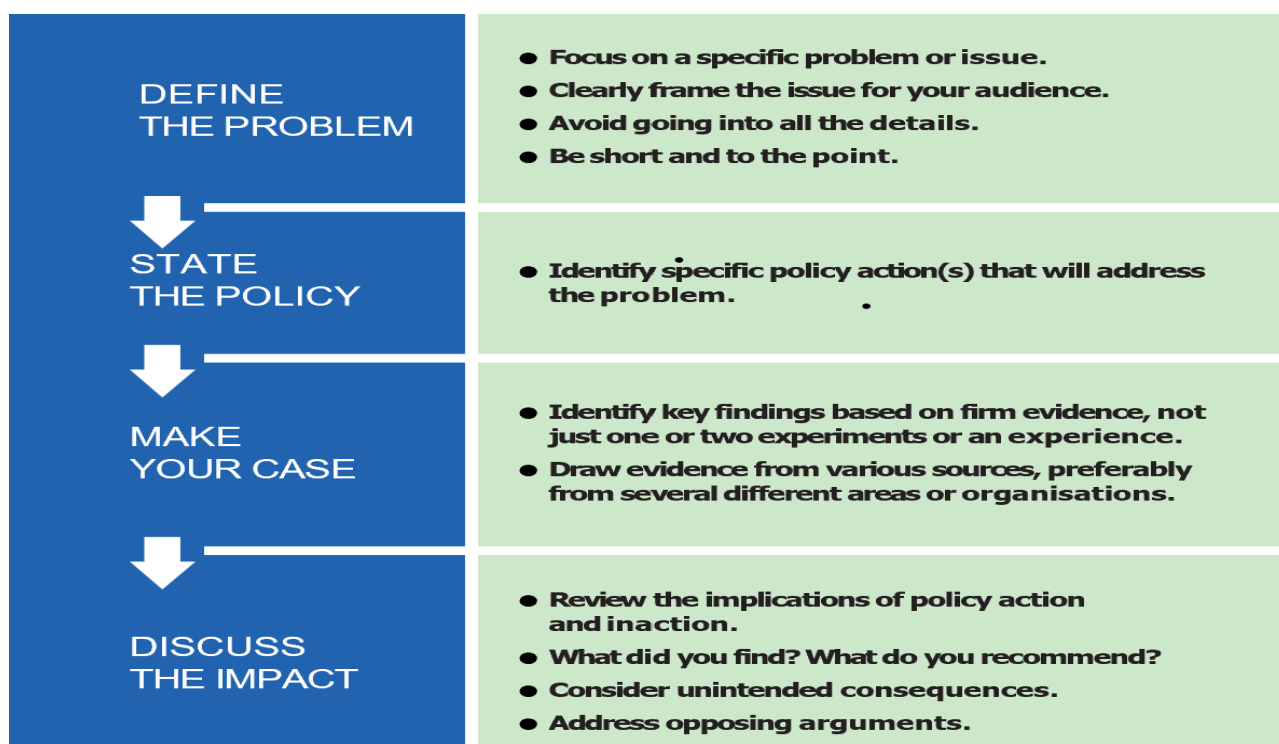 DEFINE
THE PROBLEM
● Focus on a specific problem or issue.
● Clearly frame the issue for your audience.
● Avoid going into all the details.
● Be short and to the point.
STATE
THE POLICY
● Identify specific policy action(s) that will address
the problem.
MAKE
YOUR CASE
● Identify key findings based on firm evidence, not
just one or two experiments or an experience.
● Draw evidence from various sources, preferably
from several different areas or organisations.
DISCUSS
THE IMPACT
● Review the implications of policy action
and inaction.
● What did you find? What do you recommend?
● Consider unintended consequences.
● Address opposing arguments.